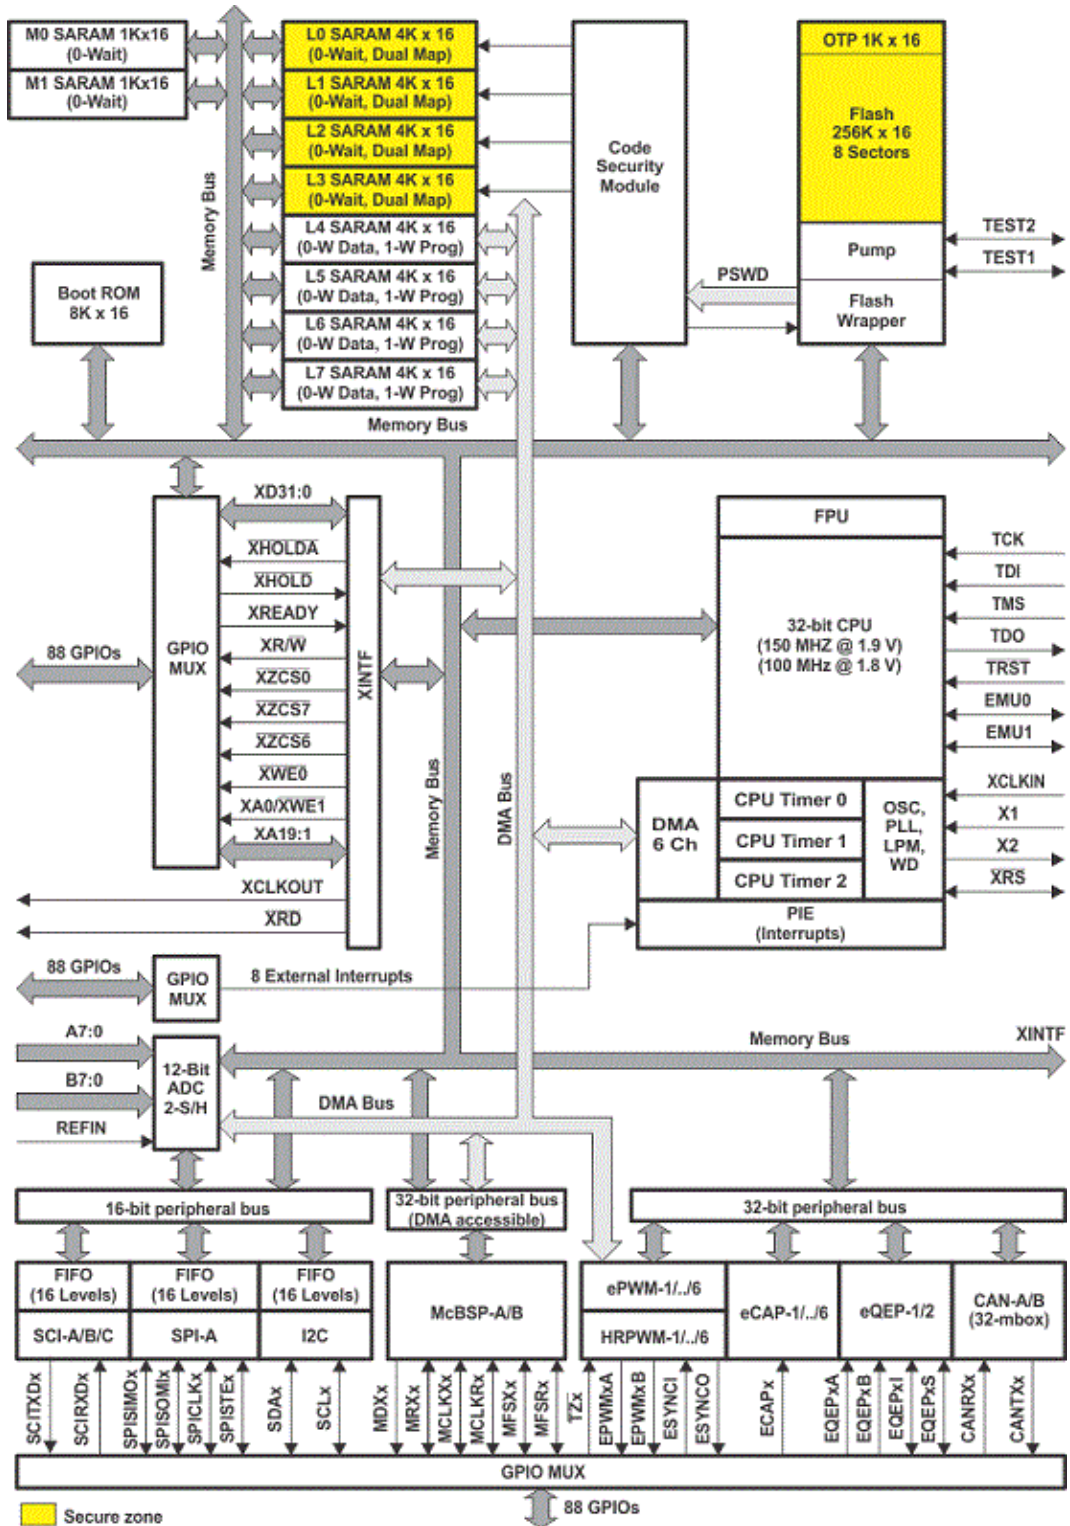 M0 SARAM 1Kx16
(0-Wait)
M1 SARAM 1Kx16
(0-Wait)
L0 SARAM 4K x 16
(0-Wait, Dual Map)
L1 SARAM 4K x 16
(0-Wait, Dual Map)
L2 SARAM 4K x 16
(0-Wait, Dual Map)
L3 SARAM 4K x 16
(0-Wait, Dual Map)
L4 SARAM 4K x 16
(0-W Data, 1-W Prog)
L5 SARAM 4K x 16
(0-W Data, 1-W Prog)
L6 SARAM 4K x 16
(0-W Data, 1-W Prog)
L7 SARAM 4K x 16
(0-W Data, 1-W Prog)
Memory Bus
Boot ROM
8K x 16
Code
Security
Module
OTP 1K x 16
Flash
256K x 16
8 Sectors
Pump
Flash
Wrapper
PSWD
TEST2
TEST1
Memory Bus
88 GPIOs
GPIO
MUX
XD31:0
XHOLDA
XHOLD
XREADY
XR/W
XZCS0
XZCS7
XZCS6
XWE0
XA0/XWE1
XA19:1
XCLKOUT
XRD
XINTF
Memory Bus
DMA Bus
FPU
32-bit CPU
(150 MHZ @ 1.9 V)
(100 MHz @ 1.8 V)
TCK
TDI
TMS
TDO
TRST
EMU0
EMU1
DMA
6 Ch
CPU Timer 0
CPU Timer 1
CPU Timer 2
OSC,
PLL,
LPM,
WD
XCLKIN
X1
X2
XRS
PIE
(Interrupts)
88 GPIOs
GPIO
MUX
8 External Interrupts
A7:0
B7:0
REFIN
12-Bit
ADC
2-S/H
Memory Bus
XINTF
DMA Bus
16-bit peripheral bus
32-bit peripheral bus
(DMA accessible)
32-bit peripheral bus
FIFO
(16 Levels)
FIFO
(16 Levels)
FIFO
(16 Levels)
SCI-A/B/C
SPI-A
I2C
McBSP-A/B
ePWM-1/../6
HRPWM-1/../6
eCAP-1/../6
eQEP-1/2
CAN-A/B
(32-mbox)
SCITXDx
SCIRXDx
SPISIMOx
SPISOMIx
SPICLKx
SPISTEx
SDAx
SCLx
MDXx
MRXx
MCLKXx
MCLKRx
MFSXx
MFSRx
TZx
EPWMxA
EPWMxB
ESYNCI
ESYNCO
ECAPx
EQEPxA
EQEPxB
EQEPxI
EQEPxS
CANRXx
CANTXx
GPIO MUX
88 GPIOs
Secure zone